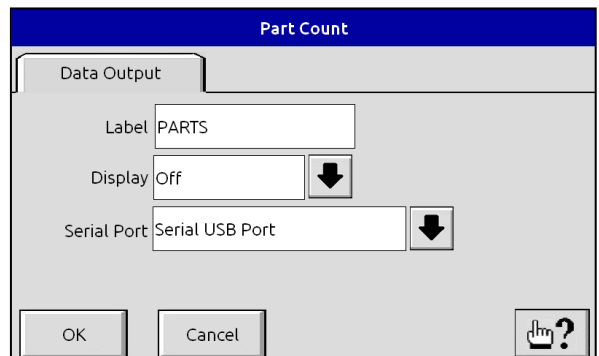 Part Count
Data Output
Label PARTS
Display Off
Serial Port Serial USB Port
OK Cancel ?